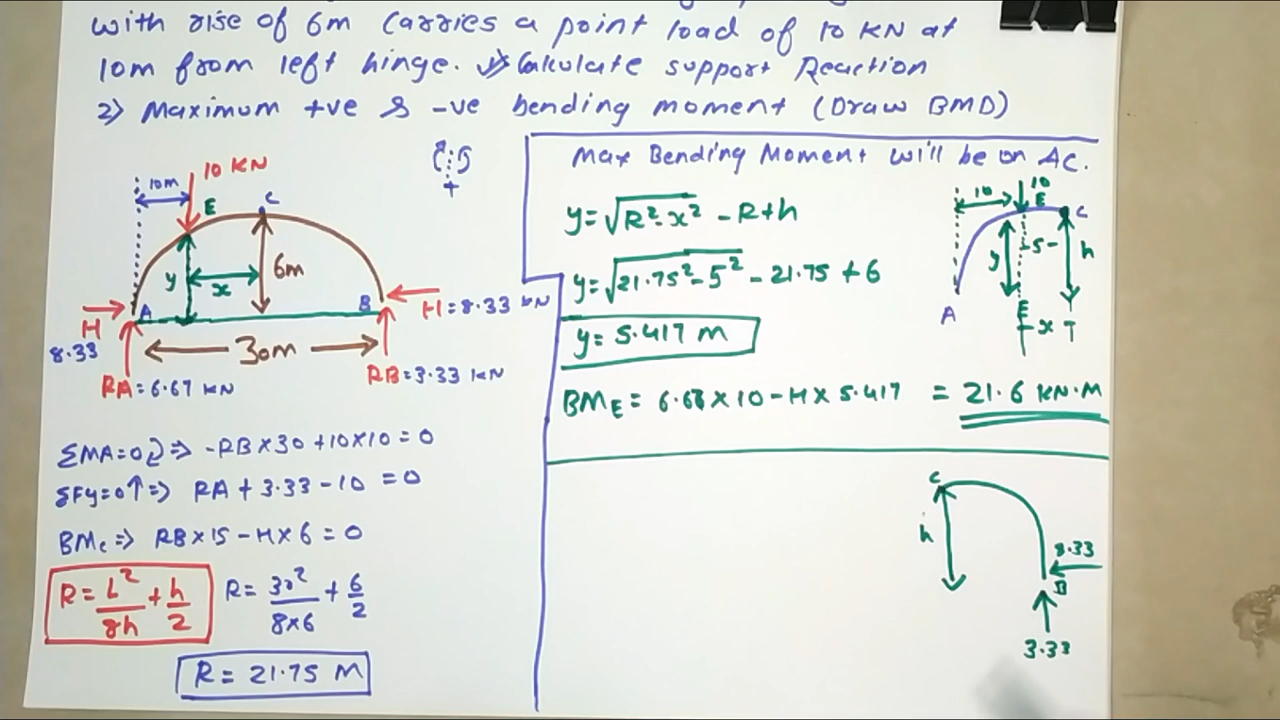 with rise of 6m carries a point load of 10 KN at
10m from left hinge. 1) Calculate support Reaction
2) Maximum +ve & -ve bending moment (Draw BMD)
10m
10 KN
E
C
y
x
6m
A
B
H
8.33
H = 8.33 KN
30m
RA = 6.67 KN
RB = 3.33 KN
+
ΣMA=0 ⇒ -RB×30 +10×10 = 0
ΣFy=0↑ ⇒ RA + 3.33 - 10 = 0
BMc ⇒ RB×15 - H×6 = 0
R = L²/8h + h/2
R = 30²/8×6 + 6/2
R = 21.75 M
Max Bending Moment will be on AC.
y = √R²-x² - R+h
y = √21.75²-5² - 21.75 + 6
y = 5.417 M
BME = 6.67×10 - H×5.417 = 21.6 KN.M
10
10
E
C
5
y
h
A
E
x
C
h
8.33
B
3.33